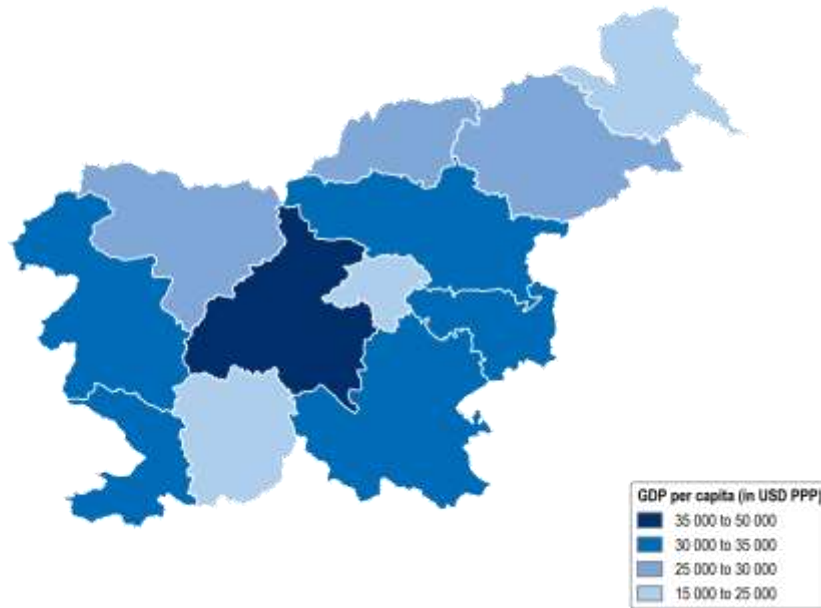 GDP per capita (in USD PPP)
35 000 to 50 000
30 000 to 35 000
25 000 to 30 000
15 000 to 25 000